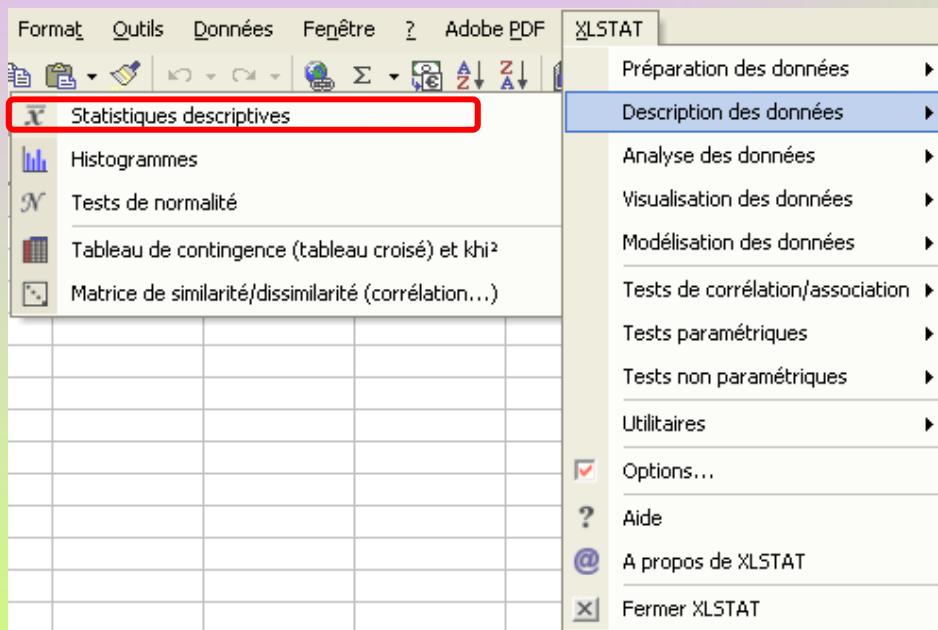 Format Outils Données Fenêtre ? Adobe PDF XLSTAT
Statistiques descriptives
Histogrammes
Tests de normalité
Tableau de contingence (tableau croisé) et khi²
Matrice de similarité/dissimilarité (corrélation...)
Préparation des données
Description des données
Analyse des données
Visualisation des données
Modélisation des données
Tests de corrélation/association
Tests paramétriques
Tests non paramétriques
Utilitaires
Options...
Aide
A propos de XLSTAT
Fermer XLSTAT